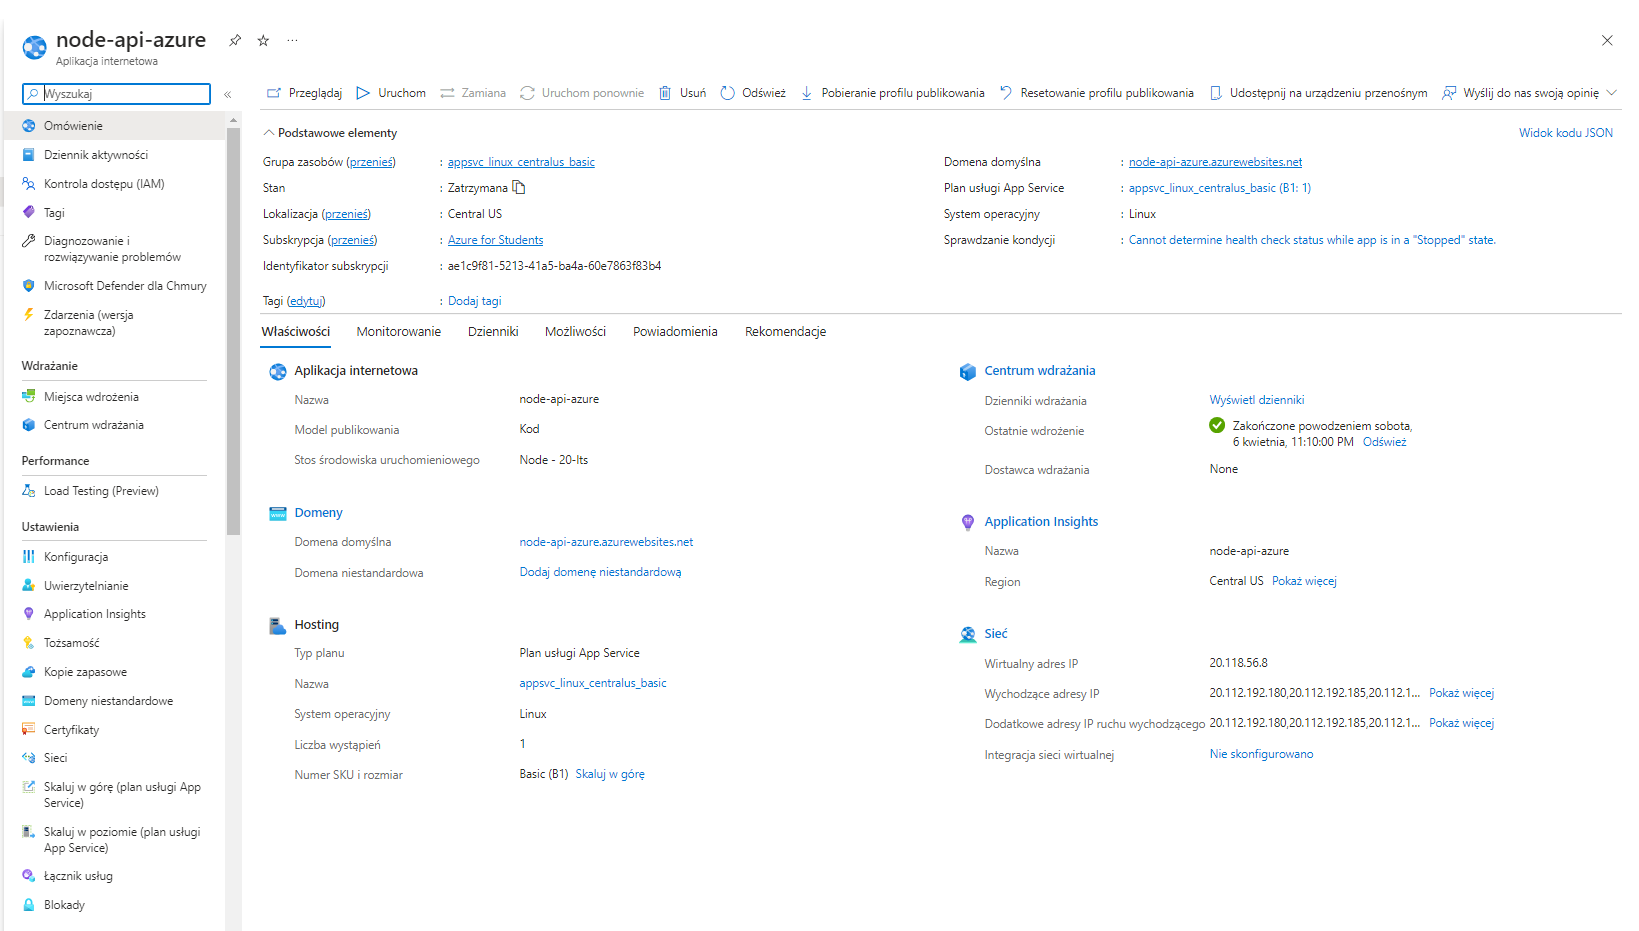 node-api-azure
Aplikacja internetowa
Wyszukaj
Omówienie
Dziennik aktywności
Kontrola dostępu (IAM)
Tagi
Diagnozowanie i
rozwiązywanie problemów
Microsoft Defender dla Chmury
Zdarzenia (wersja
zapoznawcza)
Wdrażanie
Miejsca wdrożenia
Centrum wdrażania
Performance
Load Testing (Preview)
Ustawienia
Konfiguracja
Uwierzytelnianie
Application Insights
Tożsamość
Kopie zapasowe
Domeny niestandardowe
Certyfikaty
Sieci
Skaluj w górę (plan usługi App
Service)
Skaluj w poziomie (plan usługi
App Service)
Łącznik usług
Blokady
Przeglądaj Uruchom Zamiana Uruchom ponownie Usuń Odśwież Pobieranie profilu publikowania Resetowanie profilu publikowania Udostępnij na urządzeniu przenośnym Wyślij do nas swoją opinię
Podstawowe elementy
Widok kodu JSON
Grupa zasobów (przenieś) : appsvc_linux_centralus_basic
Stan : Zatrzymana
Lokalizacja (przenieś) : Central US
Subskrypcja (przenieś) : Azure for Students
Identyfikator subskrypcji : ae1c9f81-5213-41a5-ba4a-60e7863f83b4
Domena domyślna : node-api-azure.azurewebsites.net
Plan usługi App Service : appsvc_linux_centralus_basic (B1: 1)
System operacyjny : Linux
Sprawdzanie kondycji : Cannot determine health check status while app is in a "Stopped" state.
Tagi (edytuj) : Dodaj tagi
Właściwości Monitorowanie Dzienniki Możliwości Powiadomienia Rekomendacje
Aplikacja internetowa
Nazwa node-api-azure
Model publikowania Kod
Stos środowiska uruchomieniowego Node - 20-lts
Domeny
Domena domyślna node-api-azure.azurewebsites.net
Domena niestandardowa Dodaj domenę niestandardową
Hosting
Typ planu Plan usługi App Service
Nazwa appsvc_linux_centralus_basic
System operacyjny Linux
Liczba wystąpień 1
Numer SKU i rozmiar Basic (B1) Skaluj w górę
Centrum wdrażania
Dzienniki wdrażania Wyświetl dzienniki
Ostatnie wdrożenie Zakończone powodzeniem sobota,
6 kwietnia, 11:10:00 PM Odśwież
Dostawca wdrażania None
Application Insights
Nazwa node-api-azure
Region Central US Pokaż więcej
Sieć
Wirtualny adres IP 20.118.56.8
Wychodzące adresy IP 20.112.192.180,20.112.192.185,20.112.1... Pokaż więcej
Dodatkowe adresy IP ruchu wychodzącego 20.112.192.180,20.112.192.185,20.112.1... Pokaż więcej
Integracja sieci wirtualnej Nie skonfigurowano